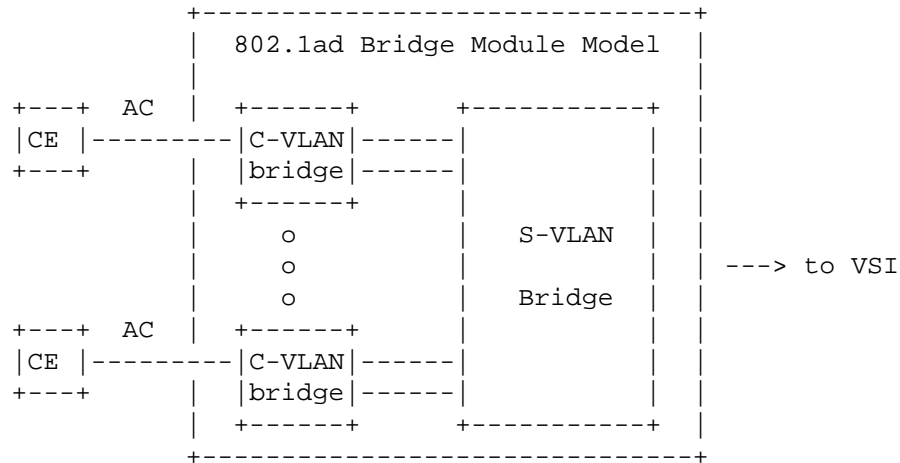 802.1ad Bridge Module Model
AC
CE
C-VLAN
bridge
o
o
o
S-VLAN
Bridge
---> to VSI
AC
CE
C-VLAN
bridge